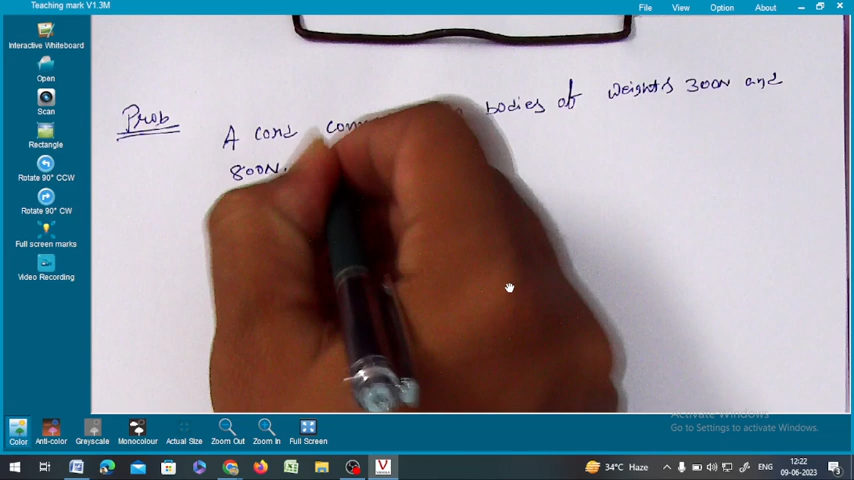 Teaching mark V1.3M
File View Option About
Interactive Whiteboard
Open
Scan
Rectangle
Rotate 90° CCW
Rotate 90° CW
Full screen marks
Video Recording
Prob
A cord bodies of weights 300N and
800N.
Activate Windows
Go to Settings to activate Windows.
Color Anti-color Greyscale Monocolour Actual Size Zoom Out Zoom In Full Screen
34°C Haze ENG 12:22
09-06-2023 3